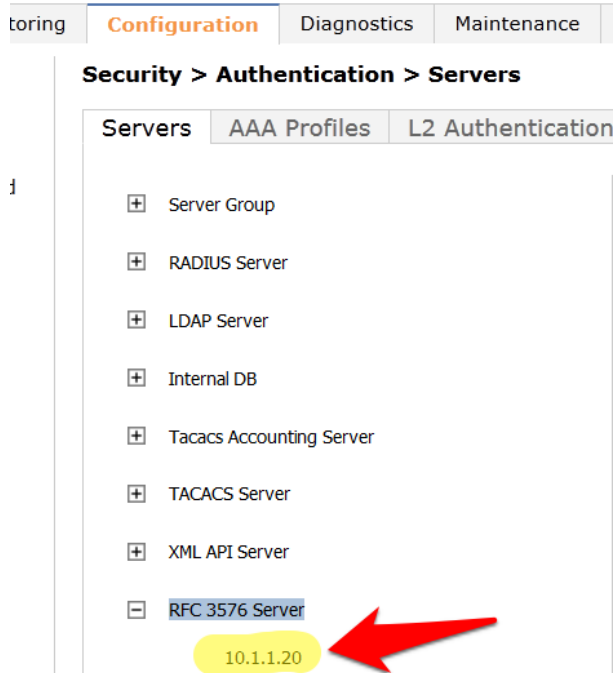 toring Configuration Diagnostics Maintenance
Security > Authentication > Servers
Servers AAA Profiles L2 Authentication
d
Server Group
RADIUS Server
LDAP Server
Internal DB
Tacacs Accounting Server
TACACS Server
XML API Server
RFC 3576 Server
10.1.1.20